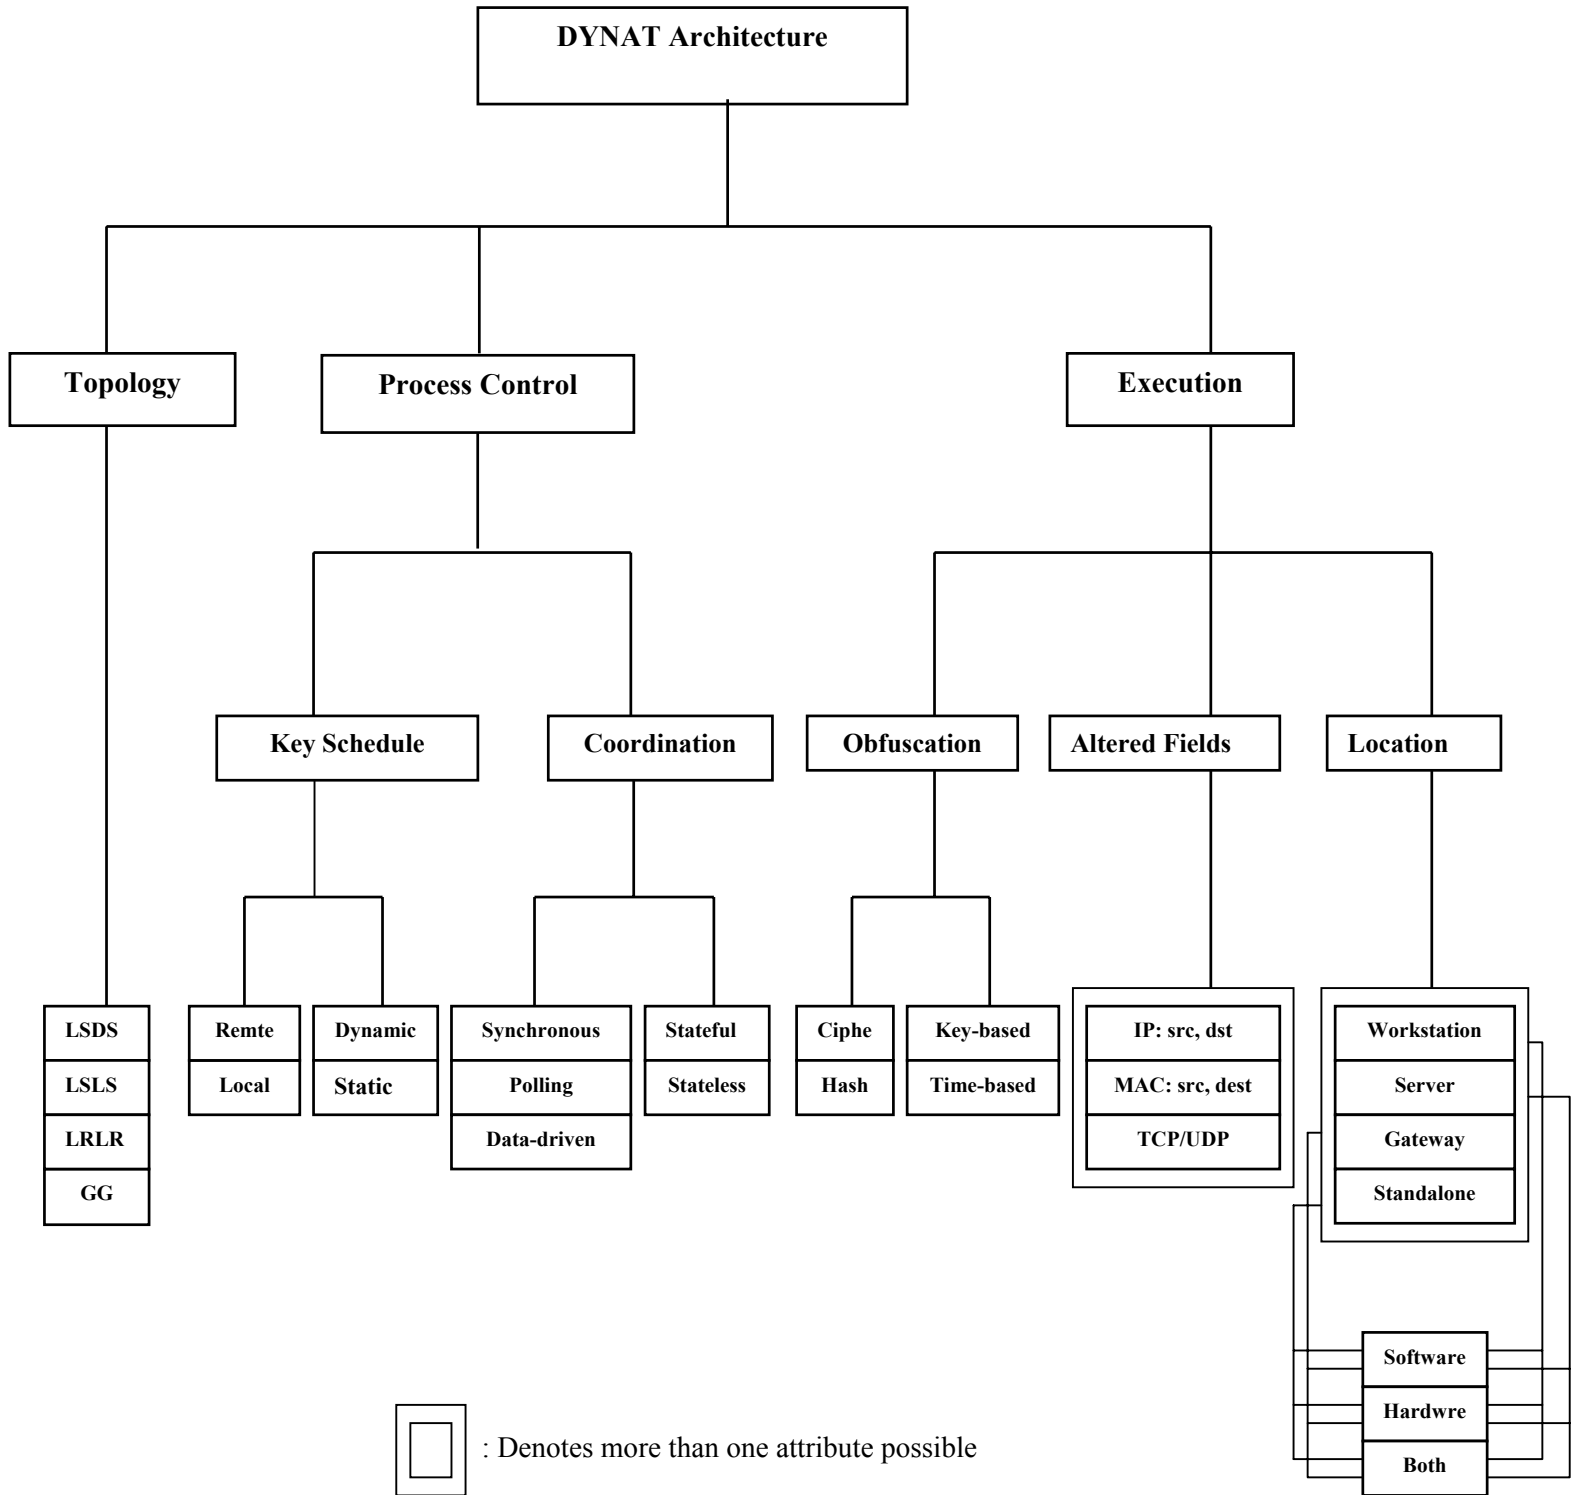 DYNAT Architecture
Topology
Process Control
Execution
Key Schedule
Coordination
Obfuscation
Altered Fields
Location
LSDS
LSLS
LRLR
GG
Remte
Local
Dynamic
Static
Synchronous
Polling
Data-driven
Stateful
Stateless
Ciphe
Hash
Key-based
Time-based
IP: src, dst
MAC: src, dest
TCP/UDP
Workstation
Server
Gateway
Standalone
Software
Hardwre
Both
: Denotes more than one attribute possible